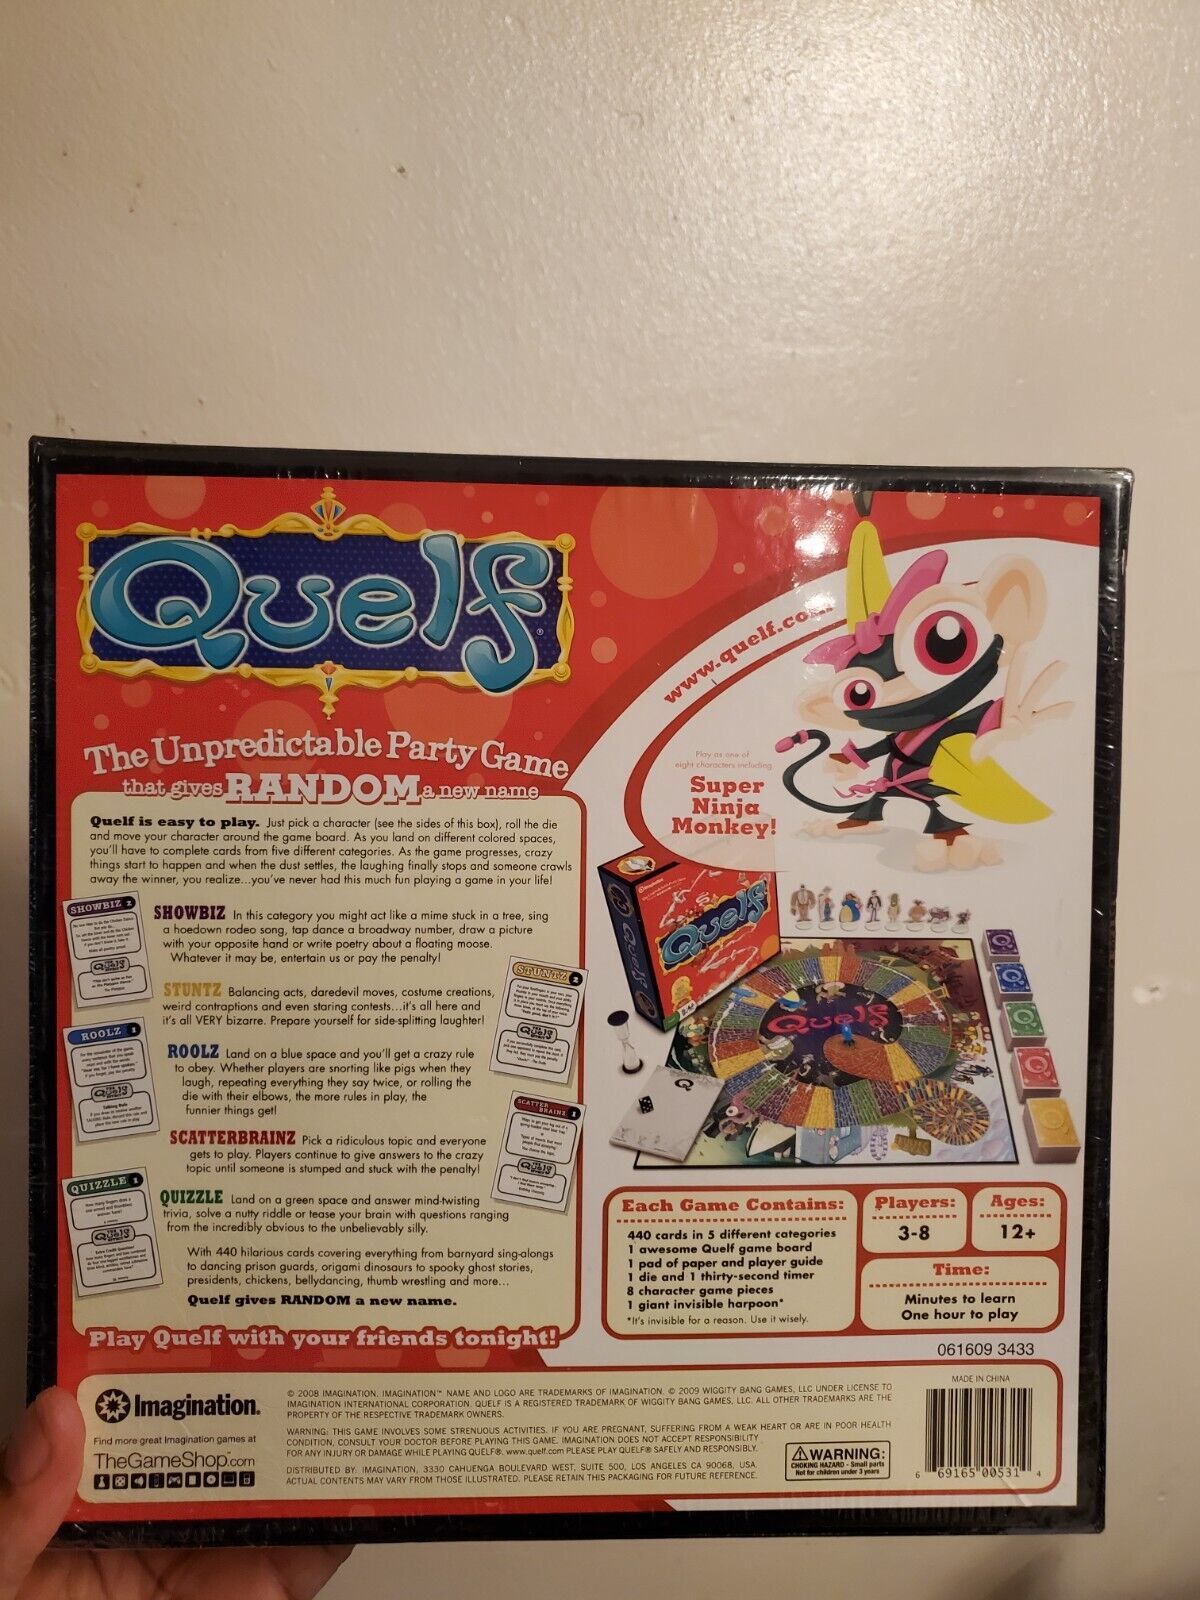 Quelf®
www.quelf.co
The Unpredictable Party Game
that gives RANDOM a new name
Play as one of
eight characters including
Super
Ninja
Monkey!
Quelf is easy to play. Just pick a character (see the sides of this box), roll the die
and move your character around the game board. As you land on different colored spaces,
you'll have to complete cards from five different categories. As the game progresses, crazy
things start to happen and when the dust settles, the laughing finally stops and someone crawls
away the winner, you realize...you've never had this much fun playing a game in your life!
SHOWBIZ 2
SHOWBIZ In this category you might act like a mime stuck in a tree, sing
a hoedown rodeo song, tap dance a broadway number, draw a picture
with your opposite hand or write poetry about a floating moose.
Whatever it may be, entertain us or pay the penalty!
STUNTZ 2
STUNTZ Balancing acts, daredevil moves, costume creations,
weird contraptions and even staring contests...it's all here and
it's all VERY bizarre. Prepare yourself for side-splitting laughter!
ROOLZ 1
Talking Rule
ROOLZ Land on a blue space and you'll get a crazy rule
to obey. Whether players are snorting like pigs when they
laugh, repeating everything they say twice, or rolling the
die with their elbows, the more rules in play, the
funnier things get!
SCATTER BRAINZ 1
SCATTERBRAINZ Pick a ridiculous topic and everyone
gets to play. Players continue to give answers to the crazy
topic until someone is stumped and stuck with the penalty!
QUIZZLE 1
QUIZZLE Land on a green space and answer mind-twisting
trivia, solve a nutty riddle or tease your brain with questions ranging
from the incredibly obvious to the unbelievably silly.
With 440 hilarious cards covering everything from barnyard sing-alongs
to dancing prison guards, origami dinosaurs to spooky ghost stories,
presidents, chickens, bellydancing, thumb wrestling and more...
Quelf gives RANDOM a new name.
Play Quelf with your friends tonight!
Quelf
Quelf
Quelf
Q
Q
Q
Q
Each Game Contains:
440 cards in 5 different categories
1 awesome Quelf game board
1 pad of paper and player guide
1 die and 1 thirty-second timer
8 character game pieces
1 giant invisible harpoon*
*It's invisible for a reason. Use it wisely.
Players:
3-8
Ages:
12+
Time:
Minutes to learn
One hour to play
061609 3433
Imagination.
Find more great Imagination games at
TheGameShop.com
© 2008 IMAGINATION. IMAGINATION™ NAME AND LOGO ARE TRADEMARKS OF IMAGINATION. © 2009 WIGGITY BANG GAMES, LLC UNDER LICENSE TO
IMAGINATION INTERNATIONAL CORPORATION. QUELF IS A REGISTERED TRADEMARK OF WIGGITY BANG GAMES, LLC. ALL OTHER TRADEMARKS ARE THE
PROPERTY OF THE RESPECTIVE TRADEMARK OWNERS.
WARNING: THIS GAME INVOLVES SOME STRENUOUS ACTIVITIES. IF YOU ARE PREGNANT, SUFFERING FROM A WEAK HEART OR ARE IN POOR HEALTH
CONDITION, CONSULT YOUR DOCTOR BEFORE PLAYING THIS GAME. IMAGINATION DOES NOT ACCEPT RESPONSIBILITY
FOR ANY INJURY OR DAMAGE WHILE PLAYING QUELF®. www.quelf.com PLEASE PLAY QUELF® SAFELY AND RESPONSIBLY.
DISTRIBUTED BY: IMAGINATION, 3330 CAHUENGA BOULEVARD WEST, SUITE 500, LOS ANGELES CA 90068, USA.
ACTUAL CONTENTS MAY VARY FROM THOSE ILLUSTRATED. PLEASE RETAIN THIS PACKAGING FOR FUTURE REFERENCE.
WARNING:
CHOKING HAZARD - Small parts
Not for children under 3 years
MADE IN CHINA
6 69165 00531 4